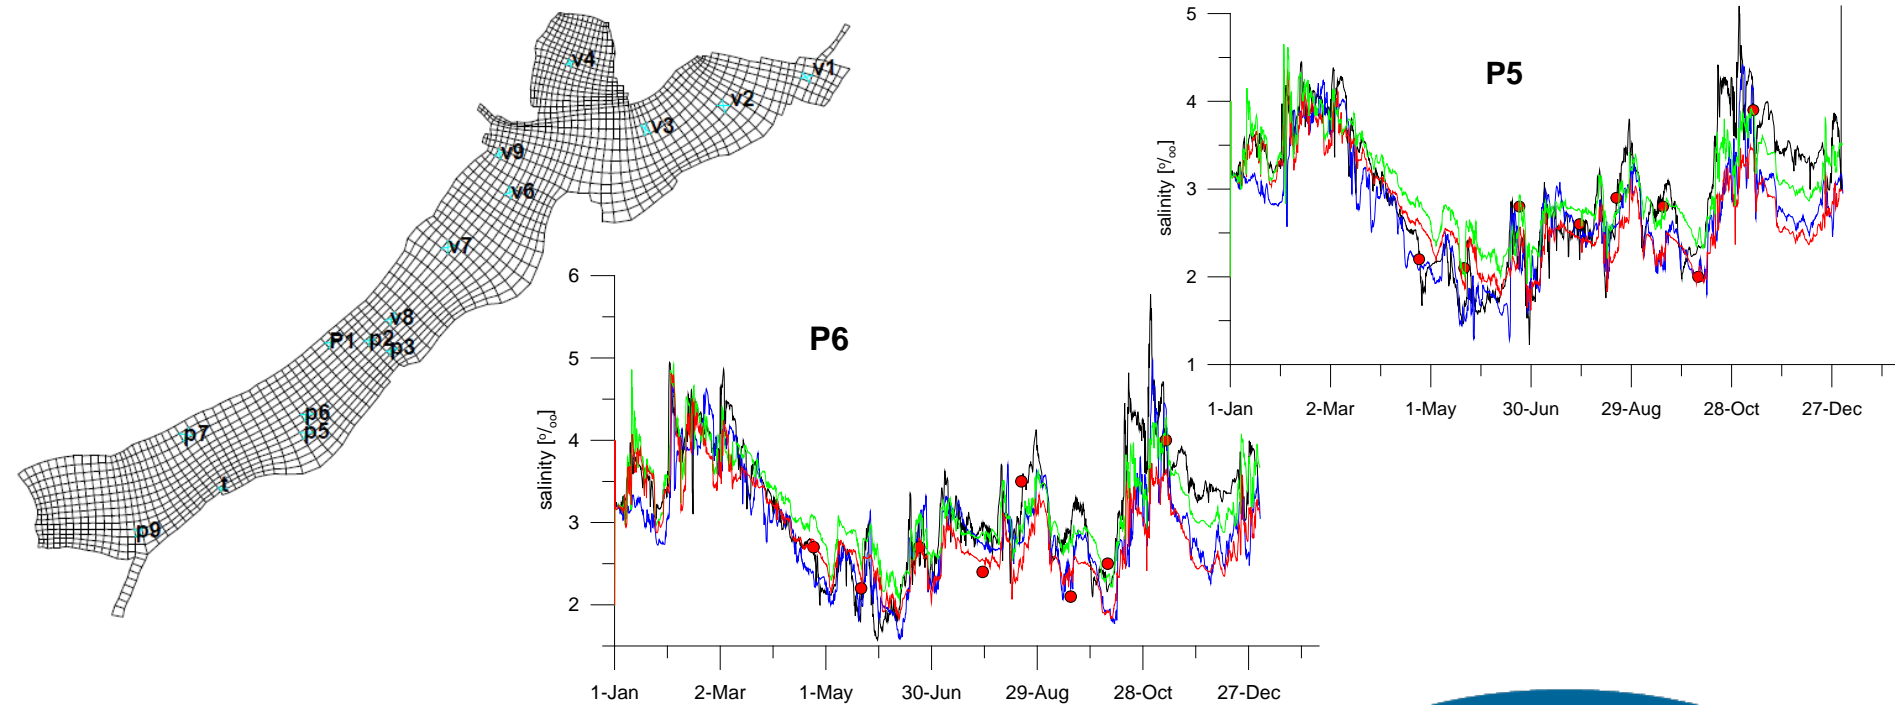 v4
v1
v2
v3
v9
v6
v7
v8
P1
p2
p3
p6
p5
p7
t
p9
P6
salinity [º/ₒₒ]
6
5
4
3
2
1-Jan 2-Mar 1-May 30-Jun 29-Aug 28-Oct 27-Dec
P5
salinity [º/ₒₒ]
5
4
3
2
1
1-Jan 2-Mar 1-May 30-Jun 29-Aug 28-Oct 27-Dec